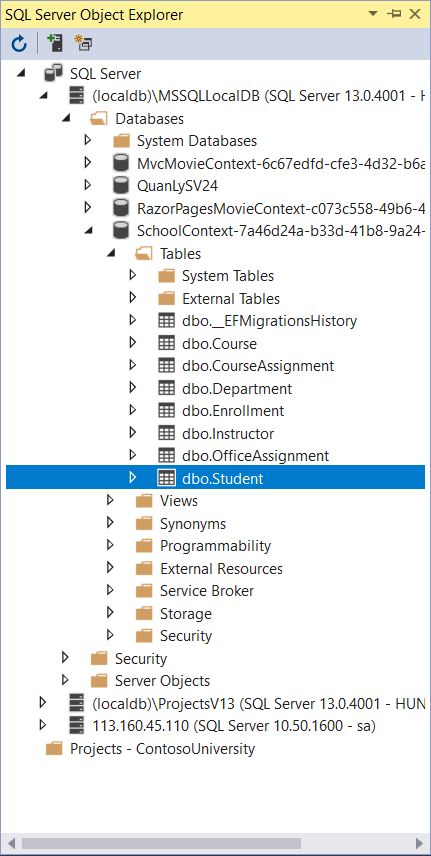 SQL Server Object Explorer
SQL Server
(localdb)\MSSQLLocalDB (SQL Server 13.0.4001 - H
Databases
System Databases
MvcMovieContext-6c67edfd-cfe3-4d32-b6a
QuanLySV24
RazorPagesMovieContext-c073c558-49b6-4
SchoolContext-7a46d24a-b33d-41b8-9a24-
Tables
System Tables
External Tables
dbo.__EFMigrationsHistory
dbo.Course
dbo.CourseAssignment
dbo.Department
dbo.Enrollment
dbo.Instructor
dbo.OfficeAssignment
dbo.Student
Views
Synonyms
Programmability
External Resources
Service Broker
Storage
Security
Security
Server Objects
(localdb)\ProjectsV13 (SQL Server 13.0.4001 - HUN
113.160.45.110 (SQL Server 10.50.1600 - sa)
Projects - ContosoUniversity